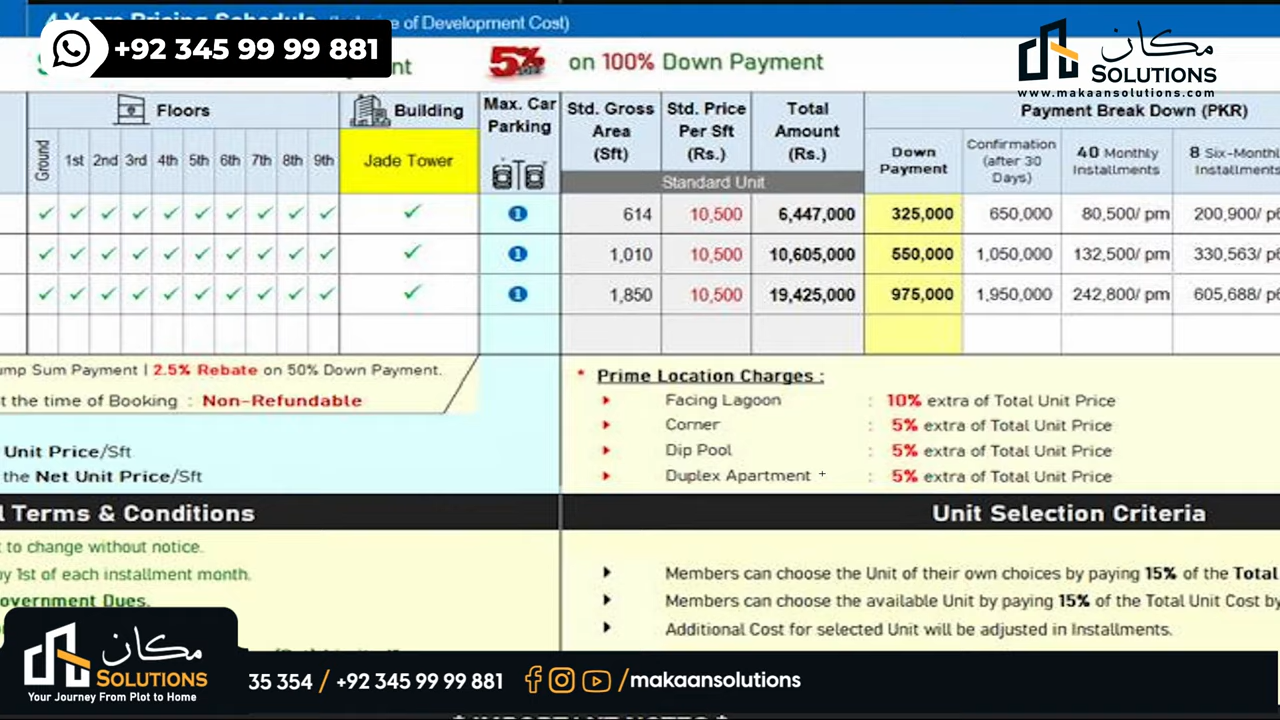 4 Years Pricing Schedule (Inclusive of Development Cost)
+92 345 99 99 881
5% on 100% Down Payment
مكان
SOLUTIONS
www.makaansolutions.com
Floors
Building
Max. Car Parking
Std. Gross Area (Sft)
Std. Price Per Sft (Rs.)
Total Amount (Rs.)
Payment Break Down (PKR)
Ground 1st 2nd 3rd 4th 5th 6th 7th 8th 9th
Jade Tower
Standard Unit
Down Payment
Confirmation (after 30 Days)
40 Monthly Installments
8 Six-Monthl
Installments
✓ ✓ ✓ ✓ ✓ ✓ ✓ ✓ ✓ ✓ ✓ 1 614 10,500 6,447,000 325,000 650,000 80,500/ pm 200,900/ p6
✓ ✓ ✓ ✓ ✓ ✓ ✓ ✓ ✓ ✓ ✓ 1 1,010 10,500 10,605,000 550,000 1,050,000 132,500/ pm 330,563/ p6
✓ ✓ ✓ ✓ ✓ ✓ ✓ ✓ ✓ ✓ ✓ 1 1,850 10,500 19,425,000 975,000 1,950,000 242,800/ pm 605,688/ p6
ump Sum Payment | 2.5% Rebate on 50% Down Payment.
t the time of Booking : Non-Refundable
Unit Price/Sft
the Net Unit Price/Sft
* Prime Location Charges :
Facing Lagoon : 10% extra of Total Unit Price
Corner : 5% extra of Total Unit Price
Dip Pool : 5% extra of Total Unit Price
Duplex Apartment : 5% extra of Total Unit Price
l Terms & Conditions
Unit Selection Criteria
t to change without notice.
by 1st of each installment month.
overnment Dues.
Members can choose the Unit of their own choices by paying 15% of the Total
Members can choose the available Unit by paying 15% of the Total Unit Cost by
Additional Cost for selected Unit will be adjusted in Installments.
مكان
SOLUTIONS
Your Journey From Plot to Home
35 354 / +92 345 99 99 881
/makaansolutions